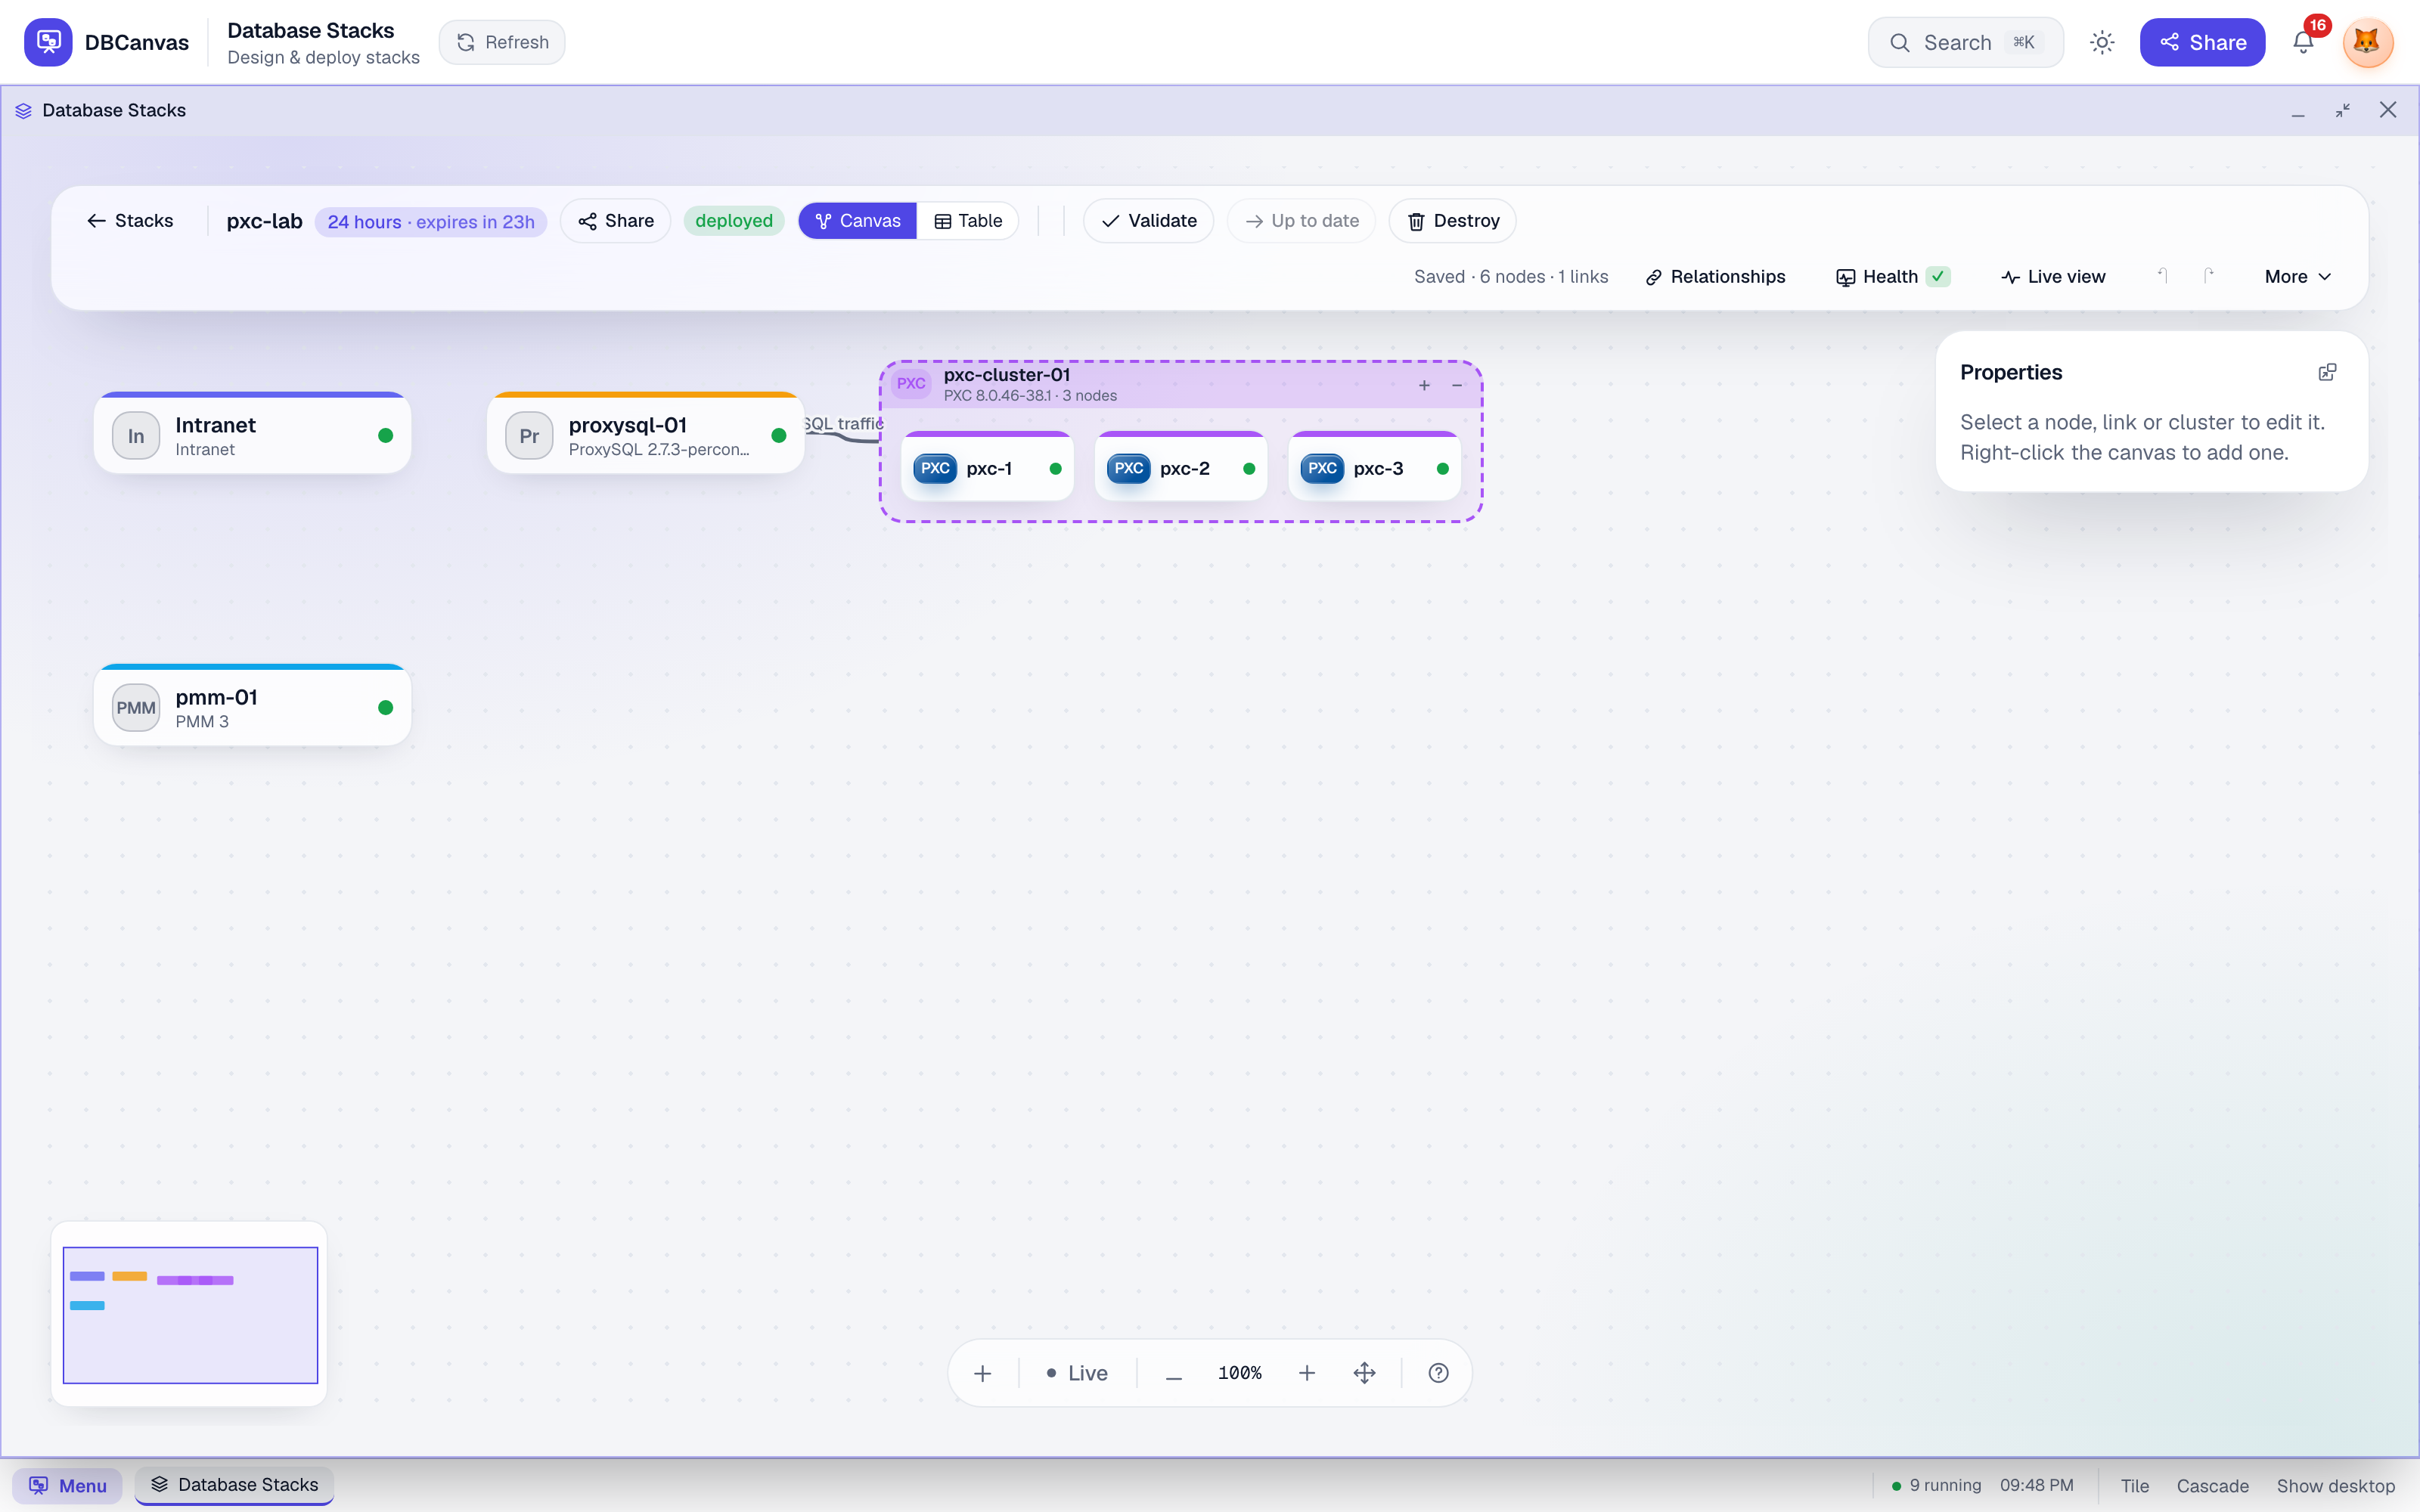 DBCanvas
Database Stacks
Design & deploy stacks
Refresh
Search ⌘K
Share
16
Database Stacks
Stacks
pxc-lab
24 hours · expires in 23h
Share
deployed
Canvas
Table
Validate
Up to date
Destroy
Saved · 6 nodes · 1 links
Relationships
Health
Live view
More
In
Intranet
Intranet
Pr
proxysql-01
ProxySQL 2.7.3-percon...
SQL traffic
PXC
pxc-cluster-01
PXC 8.0.46-38.1 · 3 nodes
PXC pxc-1
PXC pxc-2
PXC pxc-3
Properties
Select a node, link or cluster to edit it.
Right-click the canvas to add one.
PMM
pmm-01
PMM 3
Live
100%
Menu
Database Stacks
9 running
09:48 PM
Tile
Cascade
Show desktop